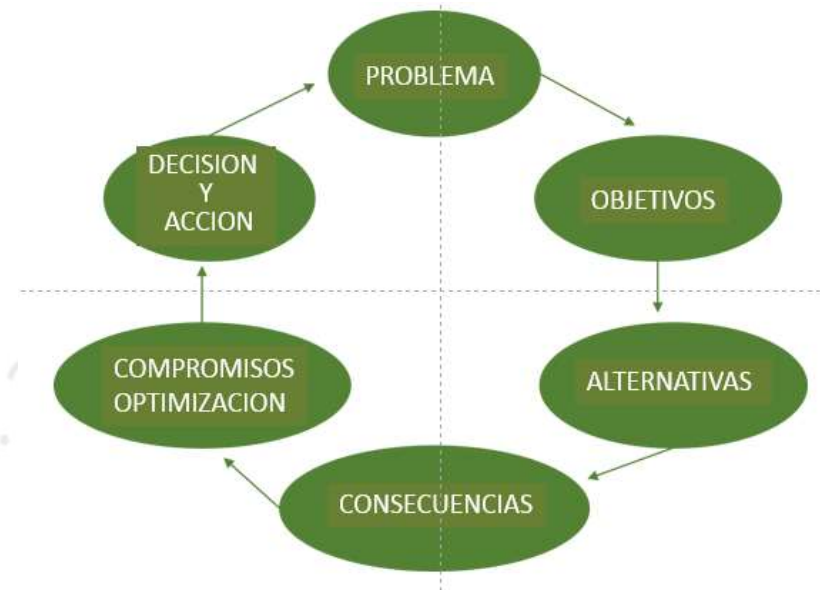 PROBLEMA
OBJETIVOS
ALTERNATIVAS
CONSECUENCIAS
COMPROMISOS
OPTIMIZACION
DECISION
Y
ACCION